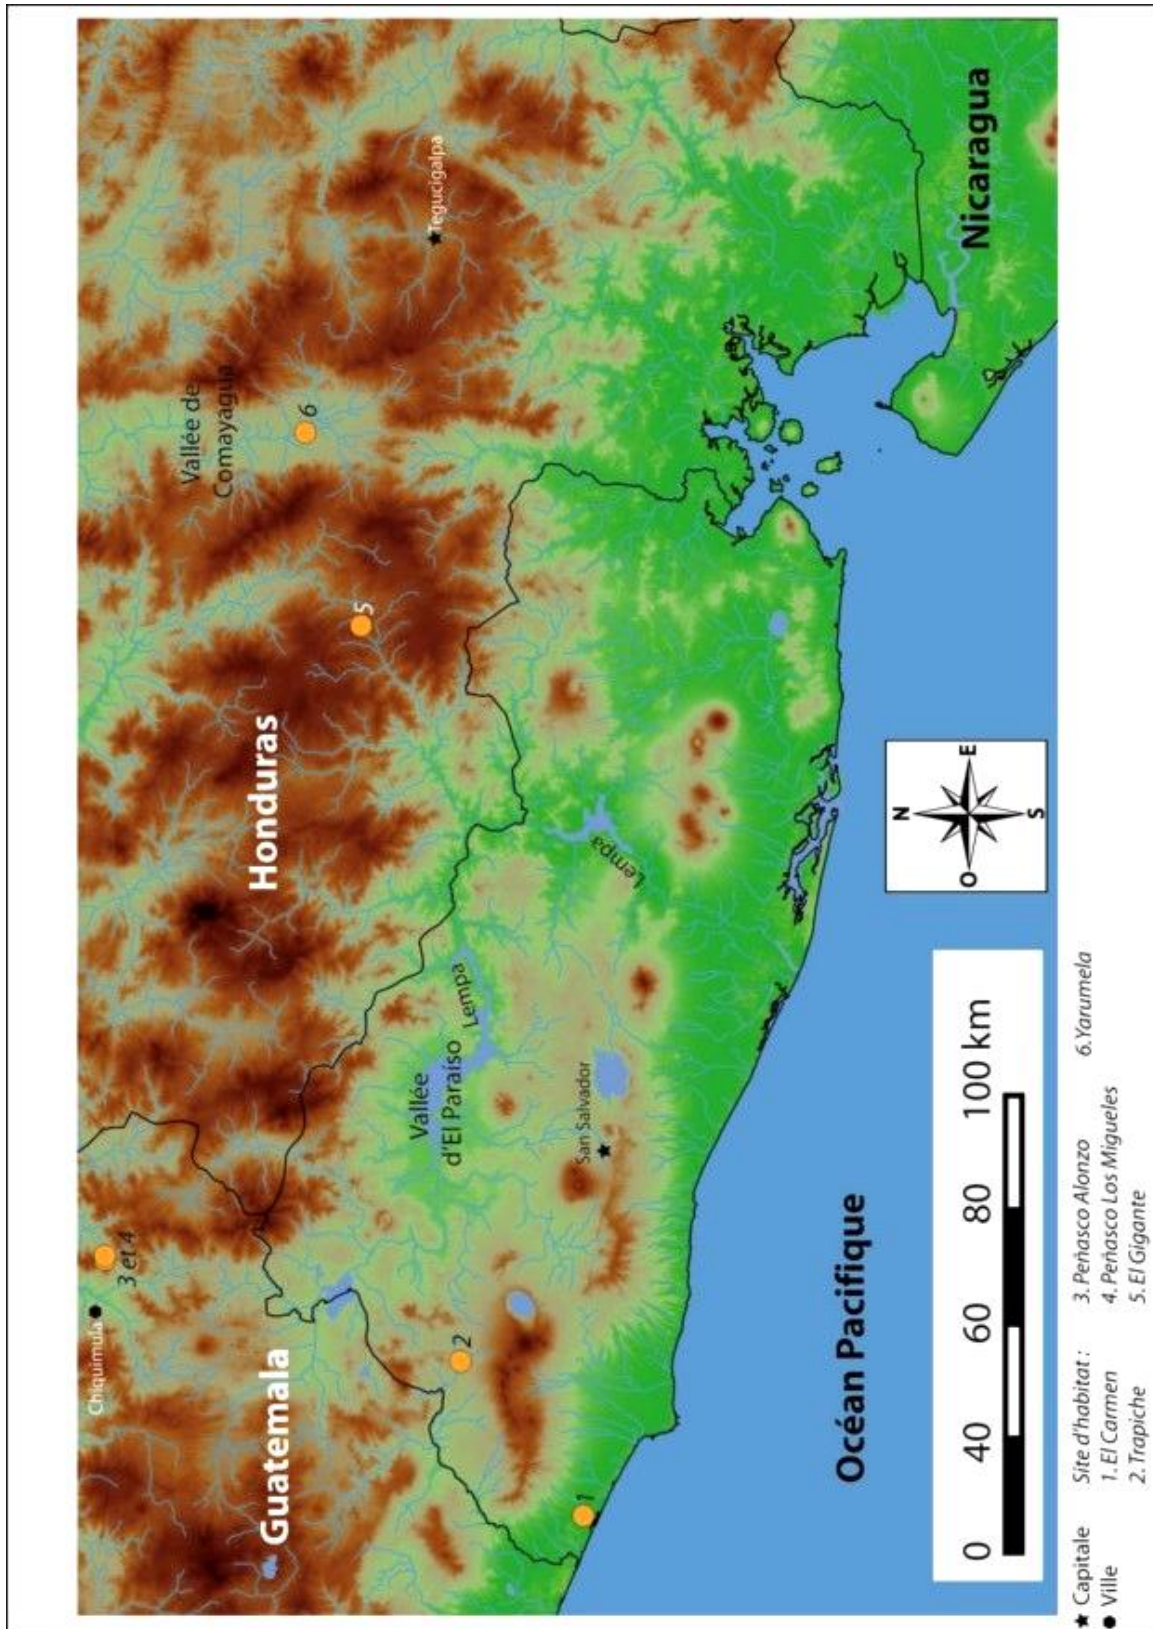 Chiquimula
3 et 4
Guatemala
Honduras
Vallée de
Comayagua
6
Tegucigalpa
5
2
1
Vallée
d'El Paraíso
Lempa
Lempa
San Salvador
Nicaragua
Océan Pacifique
N
O
E
S
0
40
60
80
100 km
Capitale
Ville
Site d'habitat :
1. El Carmen
2. Trapiche
3. Peñasco Alonzo
4. Peñasco Los Migueles
5. El Gigante
6. Yarumela